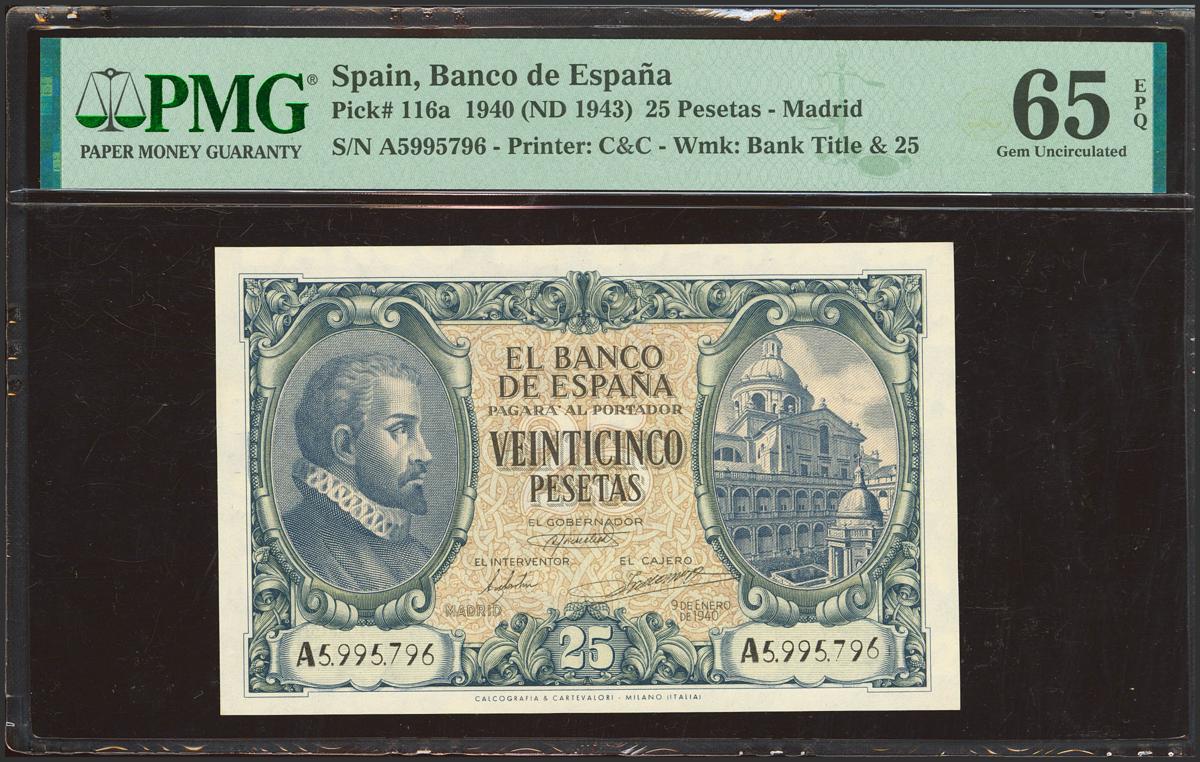 PMG®
PAPER MONEY GUARANTY
Spain, Banco de España
Pick# 116a 1940 (ND 1943) 25 Pesetas - Madrid
S/N A5995796 - Printer: C&C - Wmk: Bank Title & 25
65
EPQ
Gem Uncirculated
EL BANCO
DE ESPAÑA
PAGARA AL PORTADOR
VEINTICINCO
PESETAS
EL GOBERNADOR
EL INTERVENTOR
EL CAJERO
MADRID
9 DE ENERO
DE 1940
A5.995.796
25
A5.995.796
CALCOGRAFIA & CARTEVALORI - MILANO (ITALIA)